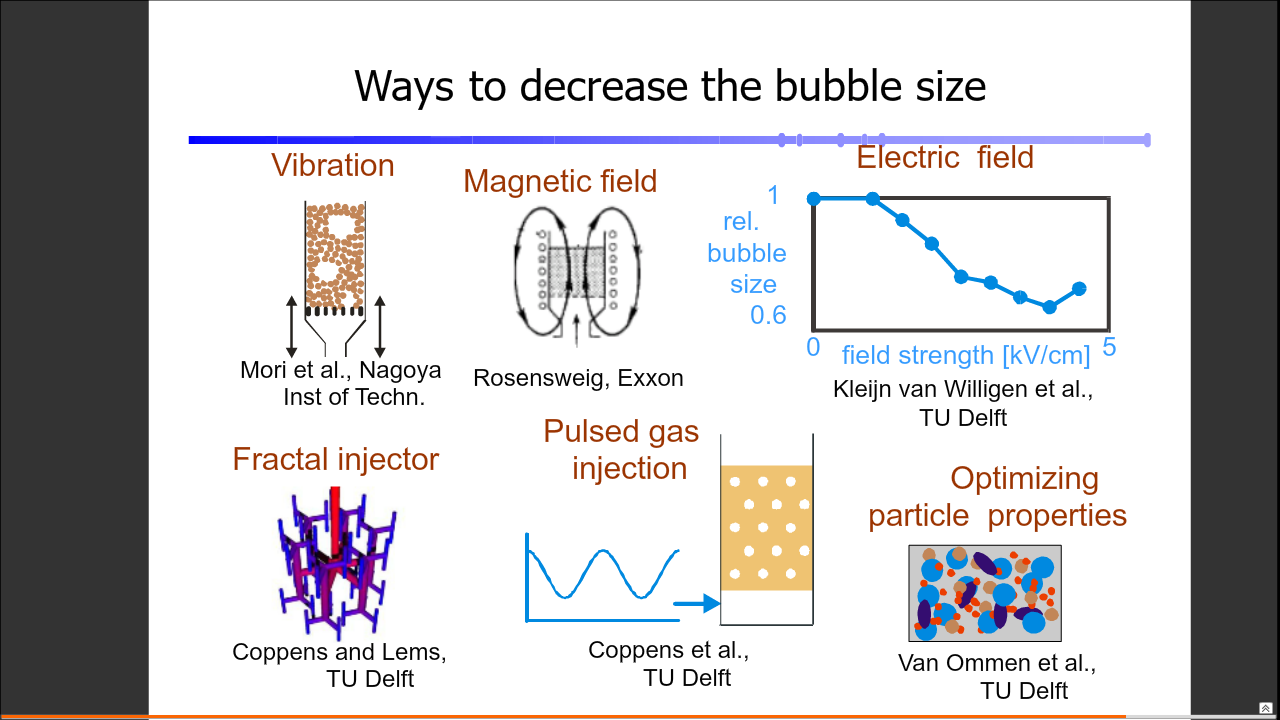 Ways to decrease the bubble size
Vibration
Mori et al., Nagoya
Inst of Techn.
Magnetic field
Rosensweig, Exxon
Electric field
1
rel.
bubble
size
0.6
0
field strength [kV/cm]
5
Kleijn van Willigen et al.,
TU Delft
Fractal injector
Coppens and Lems,
TU Delft
Pulsed gas
injection
Coppens et al.,
TU Delft
Optimizing
particle properties
Van Ommen et al.,
TU Delft